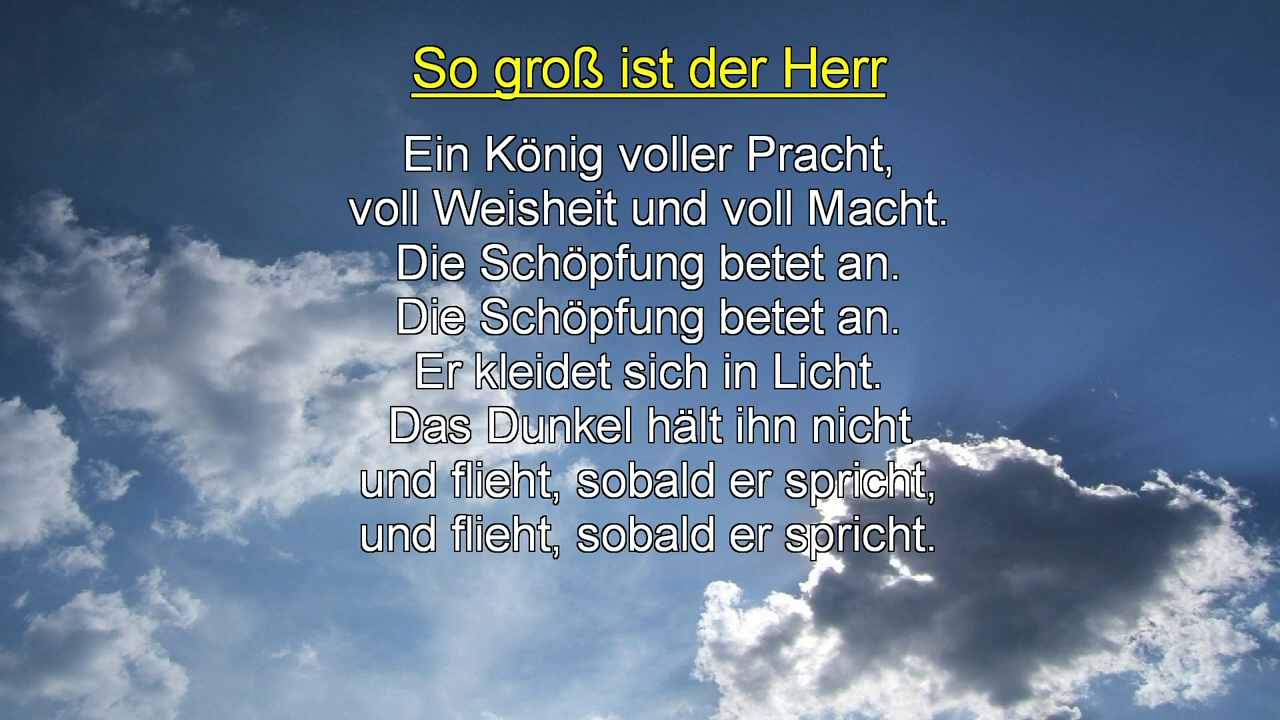 So groß ist der Herr
Ein König voller Pracht,
voll Weisheit und voll Macht.
Die Schöpfung betet an.
Die Schöpfung betet an.
Er kleidet sich in Licht.
Das Dunkel hält ihn nicht
und flieht, sobald er spricht,
und flieht, sobald er spricht.